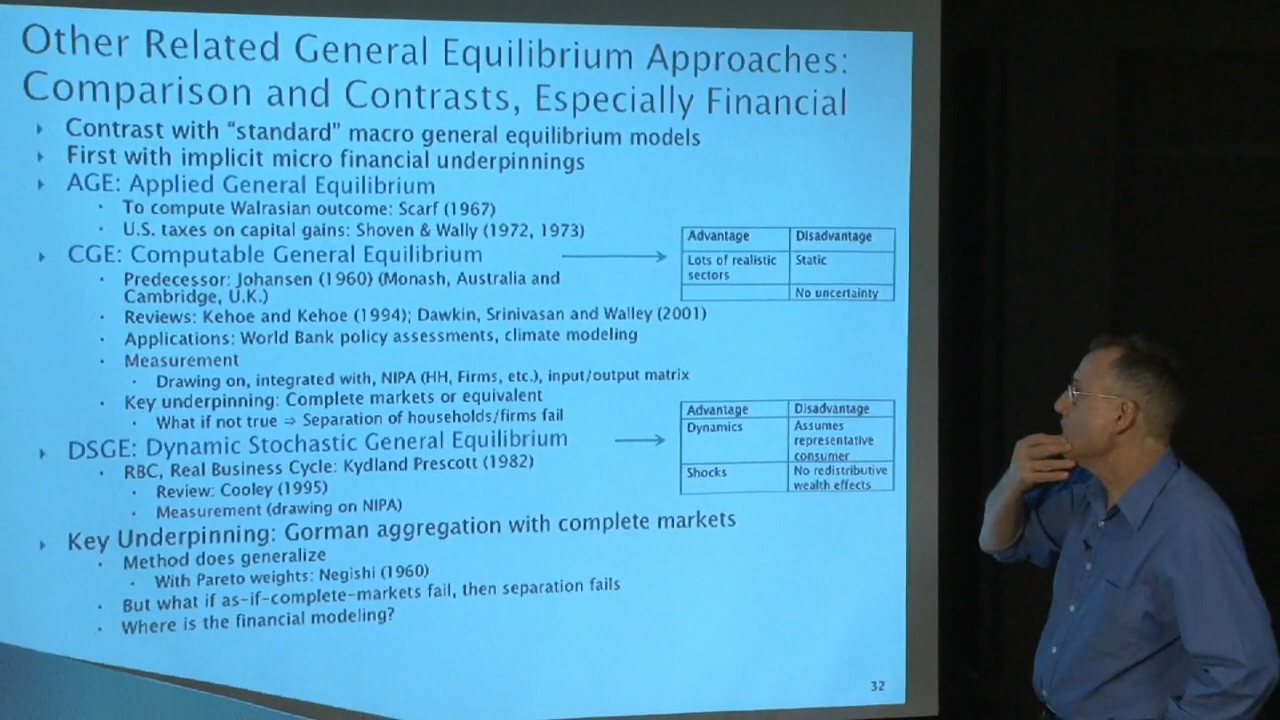 Other Related General Equilibrium Approaches:
Comparison and Contrasts, Especially Financial
Contrast with “standard” macro general equilibrium models
First with implicit micro financial underpinnings
AGE: Applied General Equilibrium
To compute Walrasian outcome: Scarf (1967)
U.S. taxes on capital gains: Shoven & Wally (1972, 1973)
CGE: Computable General Equilibrium
Predecessor: Johansen (1960) (Monash, Australia and
Cambridge, U.K.)
Reviews: Kehoe and Kehoe (1994); Dawkin, Srinivasan and Walley (2001)
Applications: World Bank policy assessments, climate modeling
Measurement
Drawing on, integrated with, NIPA (HH, Firms, etc.), input/output matrix
Key underpinning: Complete markets or equivalent
What if not true ⇒ Separation of households/firms fail
Advantage Disadvantage
Lots of realistic Static
sectors
No uncertainty
DSGE: Dynamic Stochastic General Equilibrium
RBC, Real Business Cycle: Kydland Prescott (1982)
Review: Cooley (1995)
Measurement (drawing on NIPA)
Advantage Disadvantage
Dynamics Assumes
representative
consumer
Shocks No redistributive
wealth effects
Key Underpinning: Gorman aggregation with complete markets
Method does generalize
With Pareto weights: Negishi (1960)
But what if as-if-complete-markets fail, then separation fails
Where is the financial modeling?
32